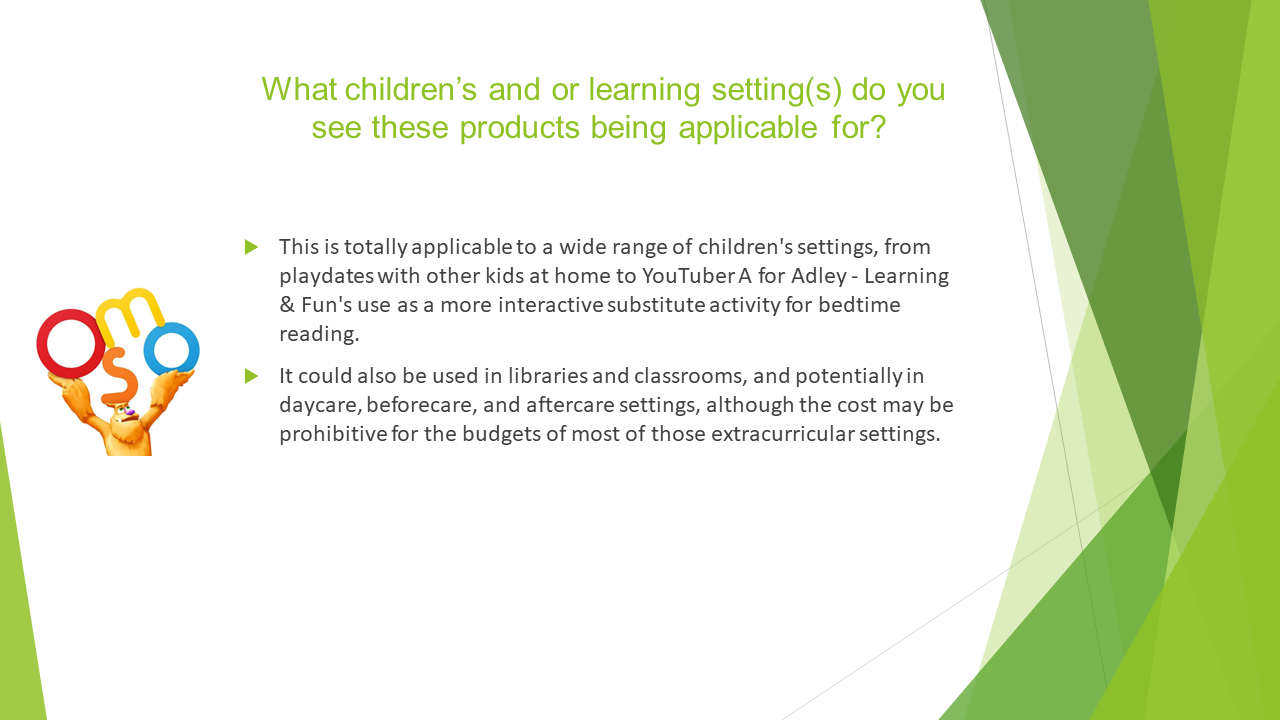 What children’s and or learning setting(s) do you
see these products being applicable for?
This is totally applicable to a wide range of children's settings, from
playdates with other kids at home to YouTuber A for Adley - Learning
& Fun's use as a more interactive substitute activity for bedtime
reading.
It could also be used in libraries and classrooms, and potentially in
daycare, beforecare, and aftercare settings, although the cost may be
prohibitive for the budgets of most of those extracurricular settings.
osmo